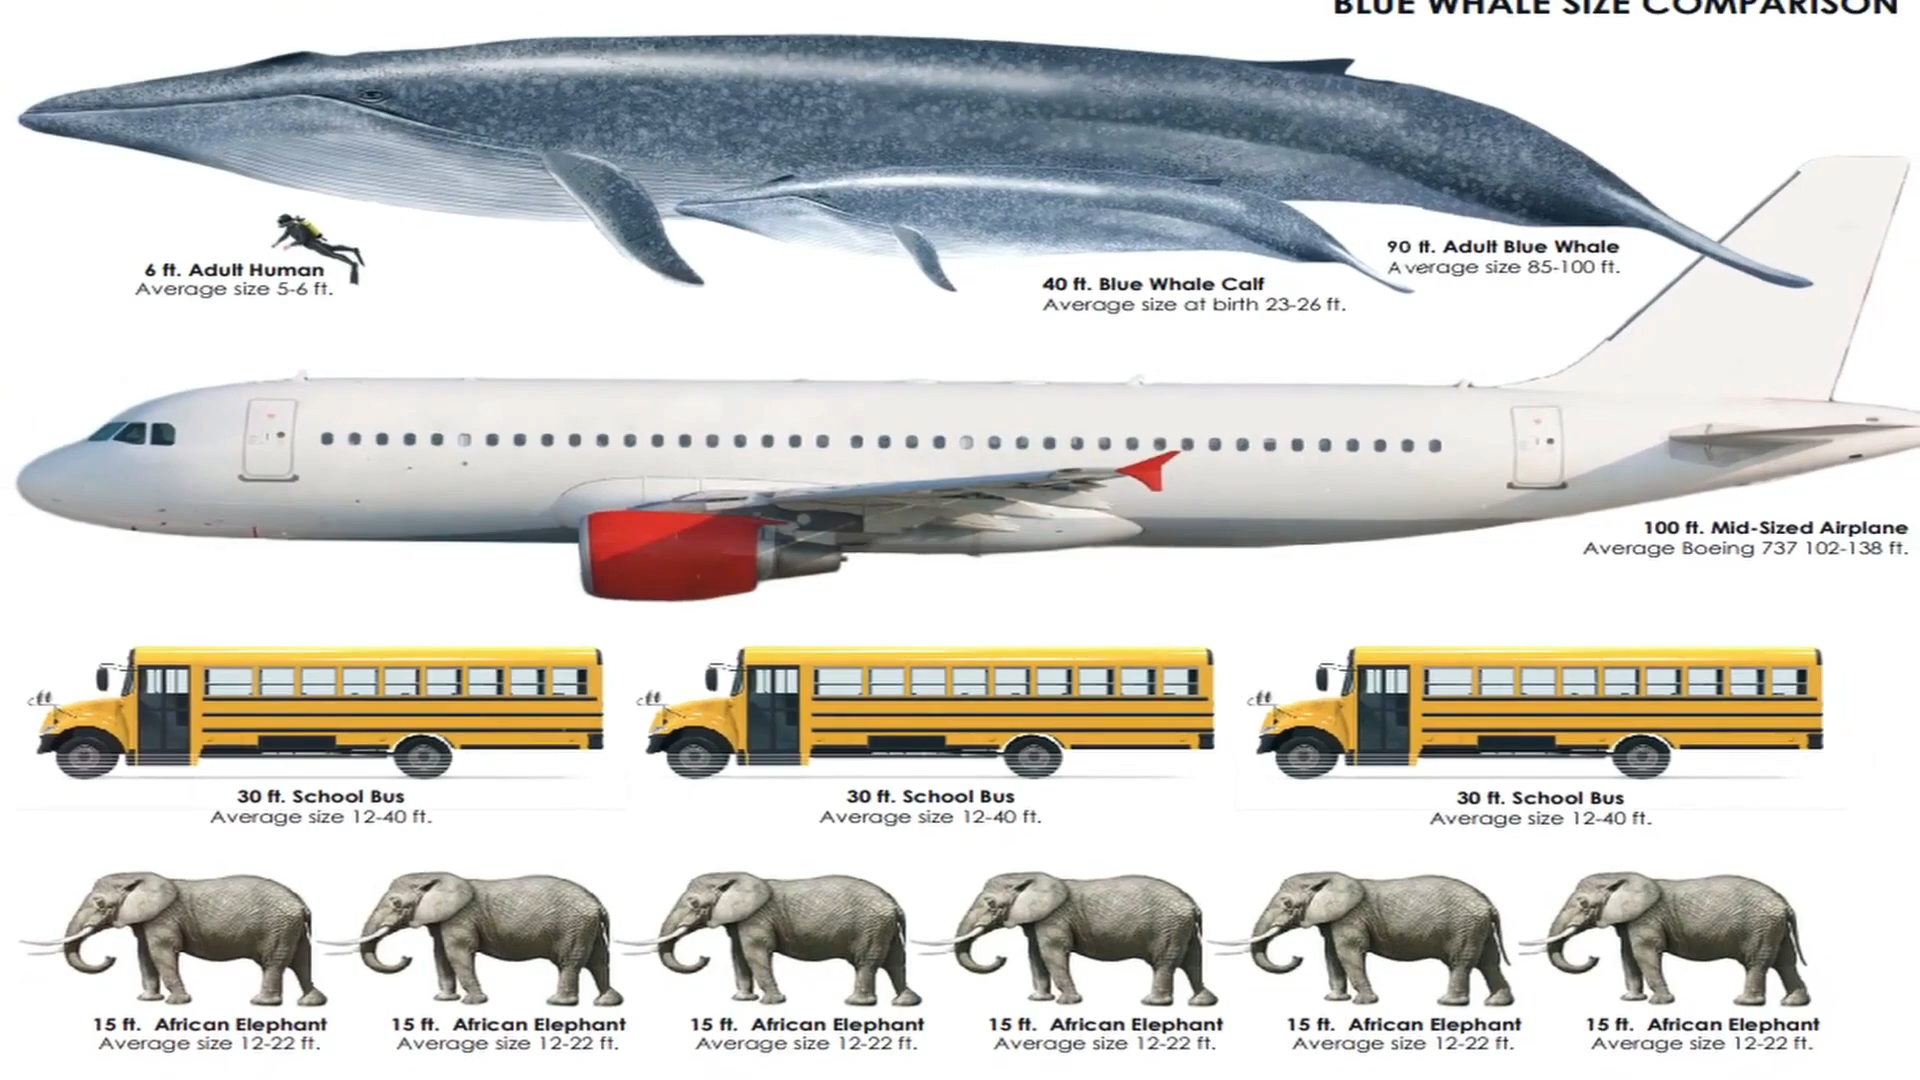 BLUE WHALE SIZE COMPARISON
90 ft. Adult Blue Whale
Average size 85-100 ft.
6 ft. Adult Human
Average size 5-6 ft.
40 ft. Blue Whale Calf
Average size at birth 23-26 ft.
100 ft. Mid-Sized Airplane
Average Boeing 737 102-138 ft.
30 ft. School Bus
Average size 12-40 ft.
30 ft. School Bus
Average size 12-40 ft.
30 ft. School Bus
Average size 12-40 ft.
15 ft. African Elephant
Average size 12-22 ft.
15 ft. African Elephant
Average size 12-22 ft.
15 ft. African Elephant
Average size 12-22 ft.
15 ft. African Elephant
Average size 12-22 ft.
15 ft. African Elephant
Average size 12-22 ft.
15 ft. African Elephant
Average size 12-22 ft.